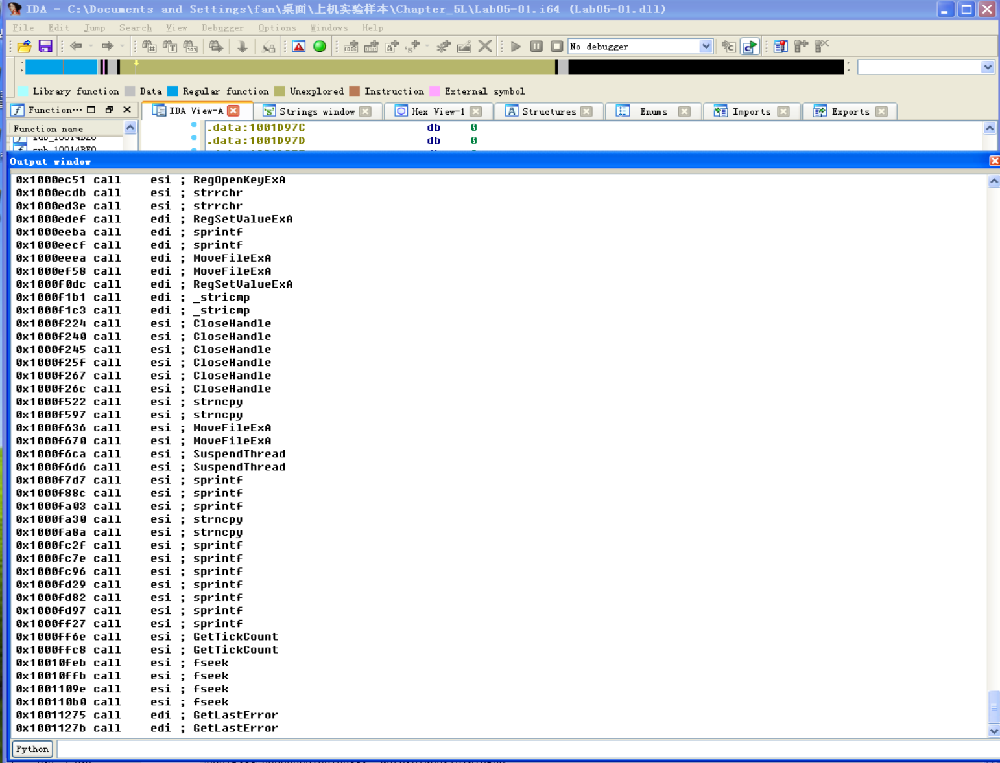 IDA - C:\Documents and Settings\fan\桌面\上机实验样本\Chapter_5L\Lab05-01.i64 (Lab05-01.dll)
File Edit Jump Search View Debugger Options Windows Help
No debugger
Library function Data Regular function Unexplored Instruction External symbol
Function··· IDA View-A Strings window Hex View-1 Structures Enums Imports Exports
Function name
.data:1001D97C db 0
.data:1001D97D db 0
Output window
0x1000ec51 call esi ; RegOpenKeyExA
0x1000ecdb call esi ; strrchr
0x1000ed3e call esi ; strrchr
0x1000edef call edi ; RegSetValueExA
0x1000eeba call edi ; sprintf
0x1000eecf call edi ; sprintf
0x1000eeea call edi ; MoveFileExA
0x1000ef58 call edi ; MoveFileExA
0x1000f0dc call edi ; RegSetValueExA
0x1000f1b1 call edi ; _stricmp
0x1000f1c3 call edi ; _stricmp
0x1000f224 call esi ; CloseHandle
0x1000f240 call esi ; CloseHandle
0x1000f245 call esi ; CloseHandle
0x1000f25f call esi ; CloseHandle
0x1000f267 call esi ; CloseHandle
0x1000f26c call esi ; CloseHandle
0x1000f522 call esi ; strncpy
0x1000f597 call esi ; strncpy
0x1000f636 call esi ; MoveFileExA
0x1000f670 call esi ; MoveFileExA
0x1000f6ca call esi ; SuspendThread
0x1000f6d6 call esi ; SuspendThread
0x1000f7d7 call esi ; sprintf
0x1000f88c call esi ; sprintf
0x1000fa03 call esi ; sprintf
0x1000fa30 call esi ; strncpy
0x1000fa8a call esi ; strncpy
0x1000fc2f call esi ; sprintf
0x1000fc7e call esi ; sprintf
0x1000fc96 call esi ; sprintf
0x1000fd29 call esi ; sprintf
0x1000fd82 call esi ; sprintf
0x1000fd97 call esi ; sprintf
0x1000ff27 call esi ; sprintf
0x1000ff6e call esi ; GetTickCount
0x1000ffc8 call esi ; GetTickCount
0x10010feb call esi ; fseek
0x10010ffb call esi ; fseek
0x1001109e call esi ; fseek
0x100110b0 call esi ; fseek
0x10011275 call edi ; GetLastError
0x1001127b call edi ; GetLastError
Python